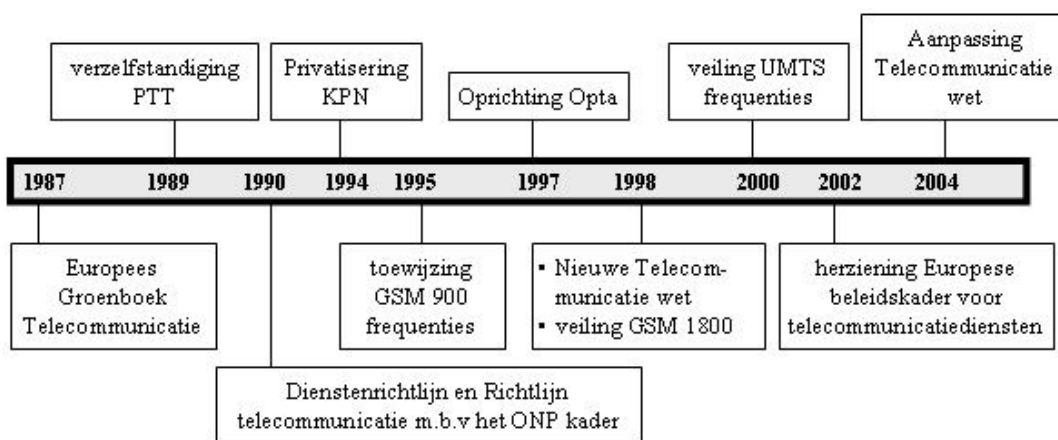 verzelfstandiging
PTT
Privatisering
KPN
Oprichting Opta
veiling UMTS
frequenties
Aanpassing
Telecommunicatie
wet
1987 1989 1990 1994 1995 1997 1998 2000 2002 2004
Europees
Groenboek
Telecommunicatie
toewijzing
GSM 900
frequenties
▪ Nieuwe Telecom-
municatie wet
▪ veiling GSM 1800
herziening Europese
beleidskader voor
telecommunicatiediensten
Dienstenrichtlijn en Richtlijn
telecommunicatie m.b.v het ONP kader